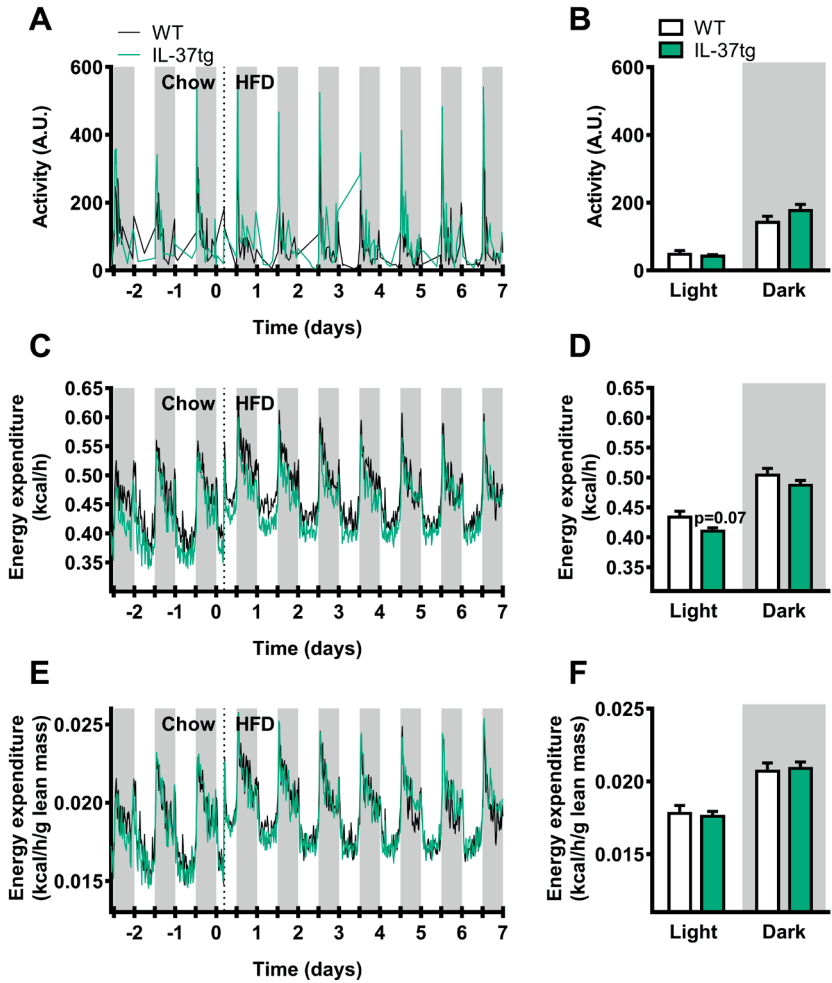 A
WT
IL-37tg
Chow HFD
Activity (A.U.)
600
400
200
0
-2 -1 0 1 2 3 4 5 6 7
Time (days)
B
WT
IL-37tg
Activity (A.U.)
600
400
200
0
Light Dark
C
Chow HFD
Energy expenditure
(kcal/h)
0.65
0.60
0.55
0.50
0.45
0.40
0.35
-2 -1 0 1 2 3 4 5 6 7
Time (days)
D
Energy expenditure
(kcal/h)
0.65
0.60
0.55
0.50
0.45
0.40
0.35
p=0.07
Light Dark
E
Chow HFD
Energy expenditure
(kcal/h/g lean mass)
0.025
0.020
0.015
-2 -1 0 1 2 3 4 5 6 7
Time (days)
F
Energy expenditure
(kcal/h/g lean mass)
0.025
0.020
0.015
Light Dark